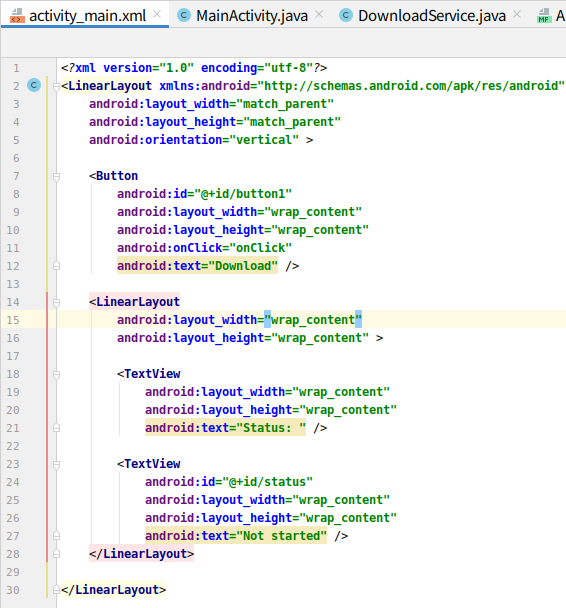 activity_main.xml MainActivity.java DownloadService.java A
1 <?xml version="1.0" encoding="utf-8"?>
2 <LinearLayout xmlns:android="http://schemas.android.com/apk/res/android"
3 android:layout_width="match_parent"
4 android:layout_height="match_parent"
5 android:orientation="vertical" >
6
7 <Button
8 android:id="@+id/button1"
9 android:layout_width="wrap_content"
10 android:layout_height="wrap_content"
11 android:onClick="onClick"
12 android:text="Download" />
13
14 <LinearLayout
15 android:layout_width="wrap_content"
16 android:layout_height="wrap_content" >
17
18 <TextView
19 android:layout_width="wrap_content"
20 android:layout_height="wrap_content"
21 android:text="Status: " />
22
23 <TextView
24 android:id="@+id/status"
25 android:layout_width="wrap_content"
26 android:layout_height="wrap_content"
27 android:text="Not started" />
28 </LinearLayout>
29
30 </LinearLayout>